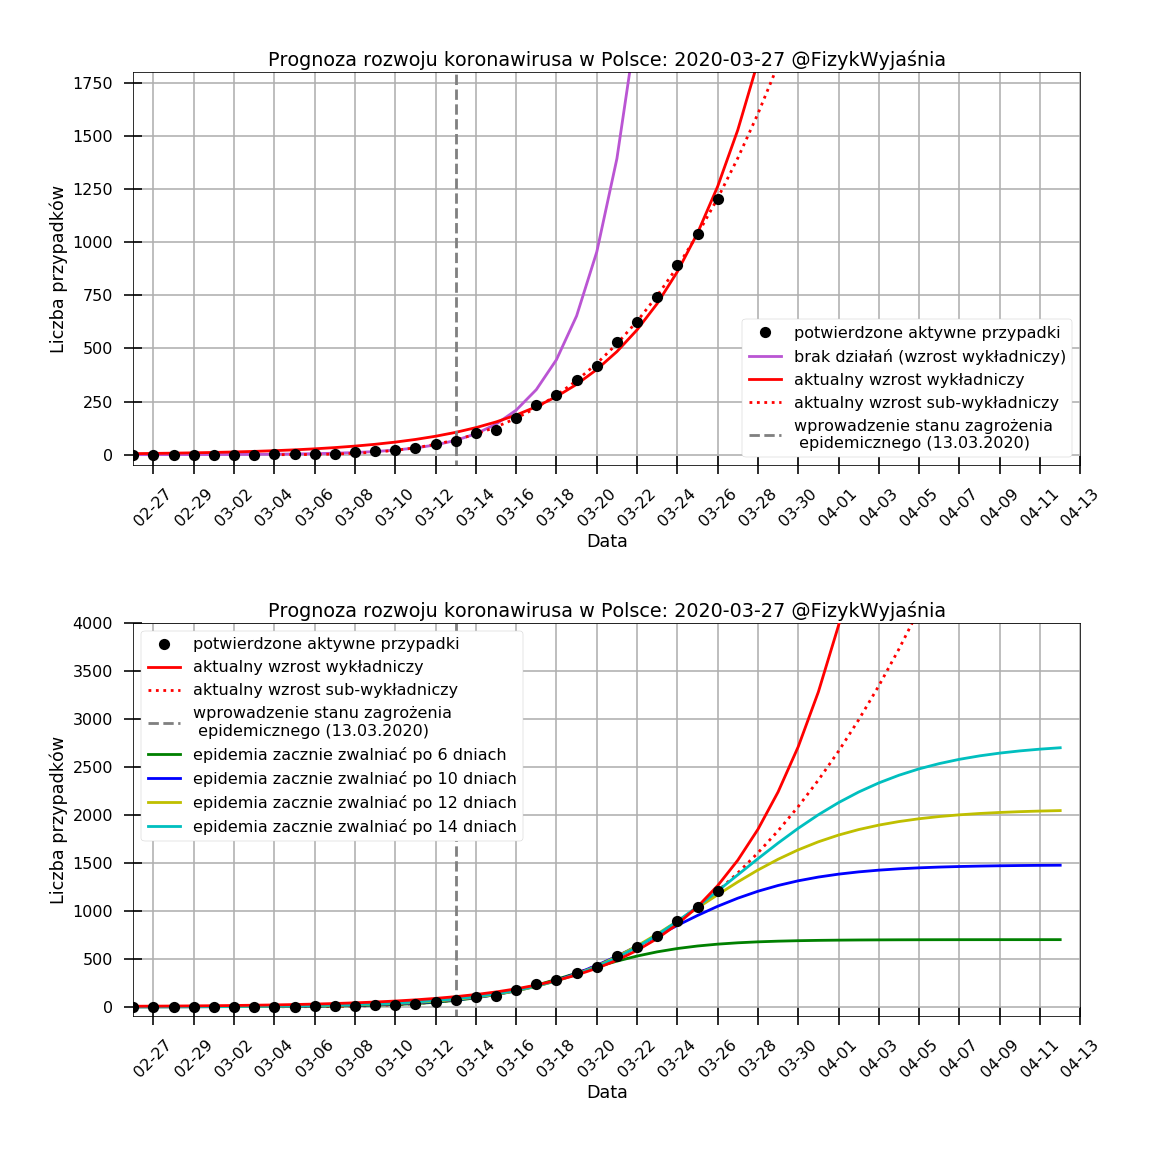 Prognoza rozwoju koronawirusa w Polsce: 2020-03-27 @FizykWyjaśnia
1750
1500
1250
1000
750
500
250
0
Liczba przypadków
potwierdzone aktywne przypadki
brak działań (wzrost wykładniczy)
aktualny wzrost wykładniczy
aktualny wzrost sub-wykładniczy
wprowadzenie stanu zagrożenia
epidemicznego (13.03.2020)
02-27 02-29 03-02 03-04 03-06 03-08 03-10 03-12 03-14 03-16 03-18 03-20 03-22 03-24 03-26 03-28 03-30 04-01 04-03 04-05 04-07 04-09 04-11 04-13
Data
Prognoza rozwoju koronawirusa w Polsce: 2020-03-27 @FizykWyjaśnia
4000
3500
3000
2500
2000
1500
1000
500
0
Liczba przypadków
potwierdzone aktywne przypadki
aktualny wzrost wykładniczy
aktualny wzrost sub-wykładniczy
wprowadzenie stanu zagrożenia
epidemicznego (13.03.2020)
epidemia zacznie zwalniać po 6 dniach
epidemia zacznie zwalniać po 10 dniach
epidemia zacznie zwalniać po 12 dniach
epidemia zacznie zwalniać po 14 dniach
02-27 02-29 03-02 03-04 03-06 03-08 03-10 03-12 03-14 03-16 03-18 03-20 03-22 03-24 03-26 03-28 03-30 04-01 04-03 04-05 04-07 04-09 04-11 04-13
Data